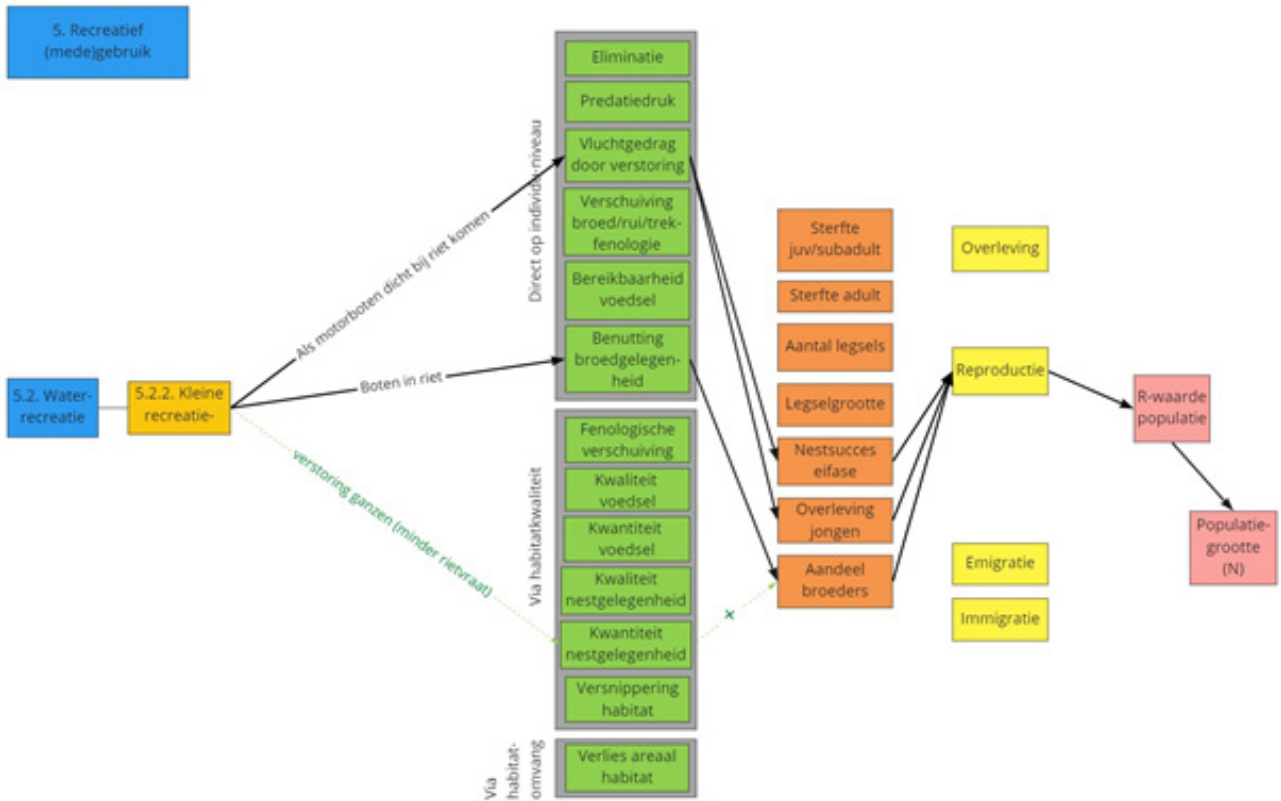 5. Recreatief
(mede)gebruik
5.2. Water-
recreatie
5.2.2. Kleine
recreatie-
Als motorboten dicht bij riet komen
Boten in riet
verstoring ganzen (minder rietvraat)
Direct op individu-niveau
Eliminatie
Predatiedruk
Vluchtgedrag
door verstoring
Verschuiving
broed/rui/trek-
fenologie
Bereikbaarheid
voedsel
Benutting
broedgelegen-
heid
Via habitatkwaliteit
Fenologische
verschuiving
Kwaliteit
voedsel
Kwantiteit
voedsel
Kwaliteit
nestgelegenheid
Kwantiteit
nestgelegenheid
Versnippering
habitat
Via
habitat-
omvang
Verlies areaal
habitat
Sterfte
juv/subadult
Sterfte adult
Aantal legsels
Legselgrootte
Nestsucces
eifase
Overleving
jongen
Aandeel
broeders
+
Overleving
Reproductie
Emigratie
Immigratie
R-waarde
populatie
Populatie-
grootte
(N)